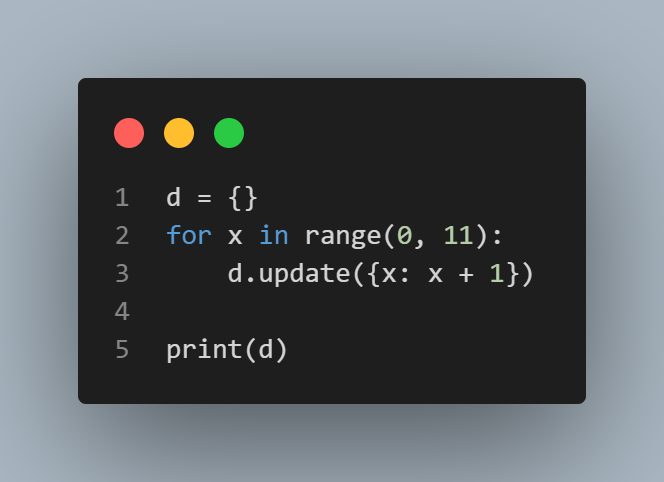 1 d = {}
2 for x in range(0, 11):
3     d.update({x: x + 1})
4
5 print(d)